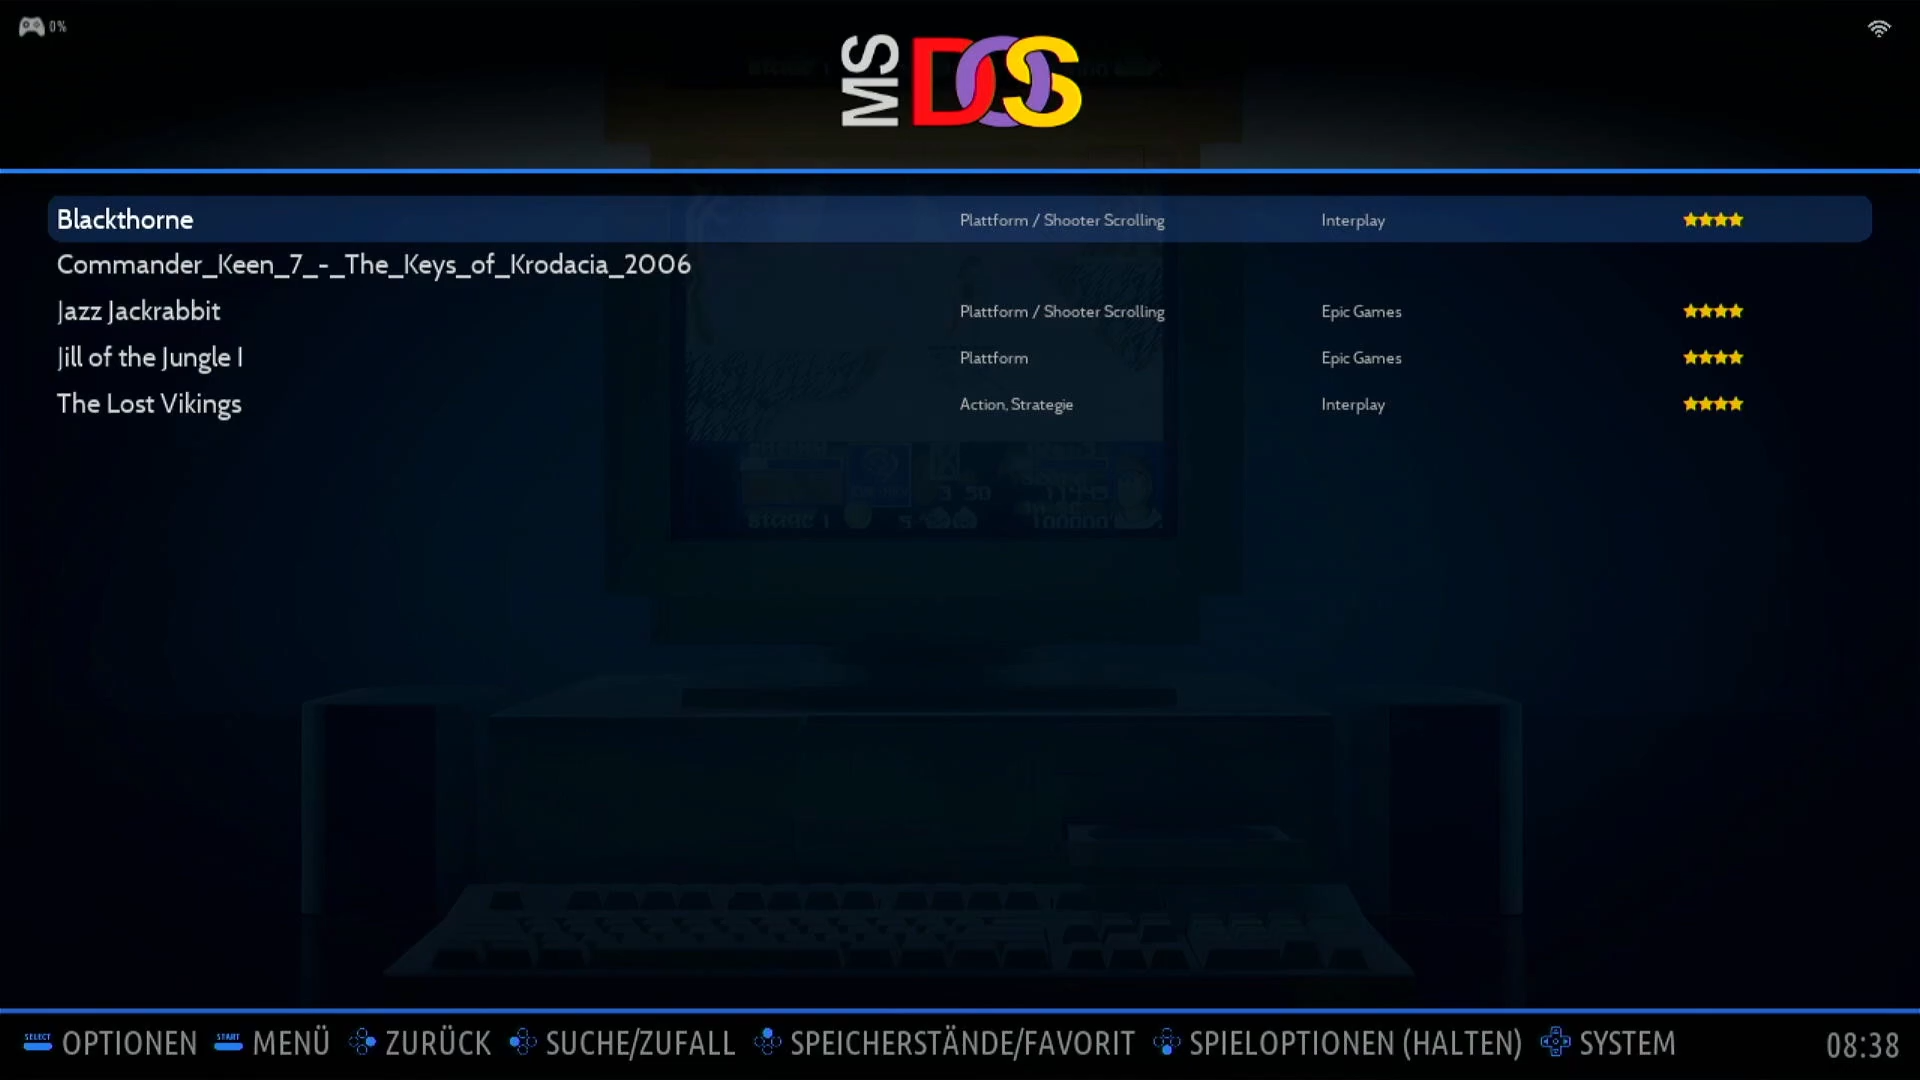 0%
MS DOS
Blackthorne Plattform / Shooter Scrolling Interplay
Commander_Keen_7_-_The_Keys_of_Krodacia_2006
Jazz Jackrabbit Plattform / Shooter Scrolling Epic Games
Jill of the Jungle I Plattform Epic Games
The Lost Vikings Action, Strategie Interplay
SELECT OPTIONEN START MENÜ ZURÜCK SUCHE/ZUFALL SPEICHERSTÄNDE/FAVORIT SPIELOPTIONEN (HALTEN) SYSTEM 08:38